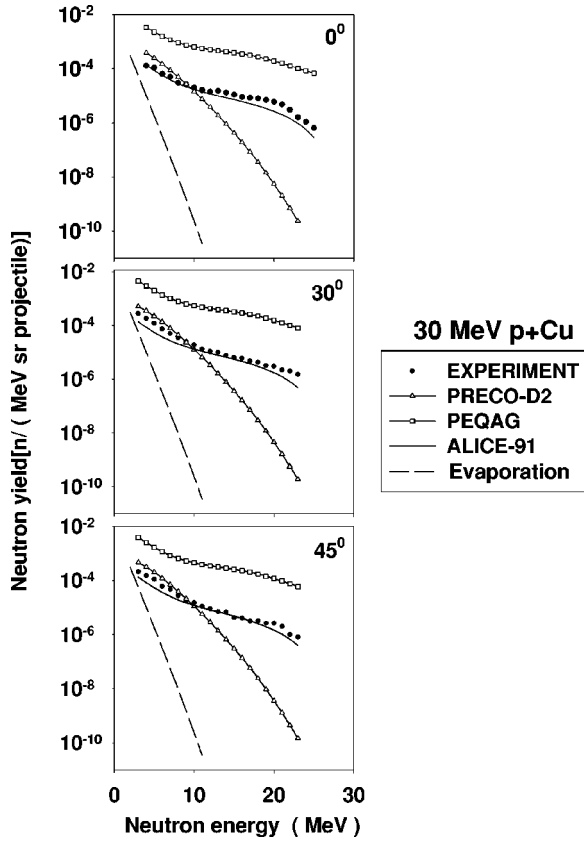 Neutron yield[n/ ( MeV sr projectile)]
10^-2
10^-4
10^-6
10^-8
10^-10
0^0
10^-2
10^-4
10^-6
10^-8
10^-10
30^0
10^-2
10^-4
10^-6
10^-8
10^-10
45^0
0 10 20 30
Neutron energy ( MeV )
30 MeV p+Cu
EXPERIMENT
PRECO-D2
PEQAG
ALICE-91
Evaporation